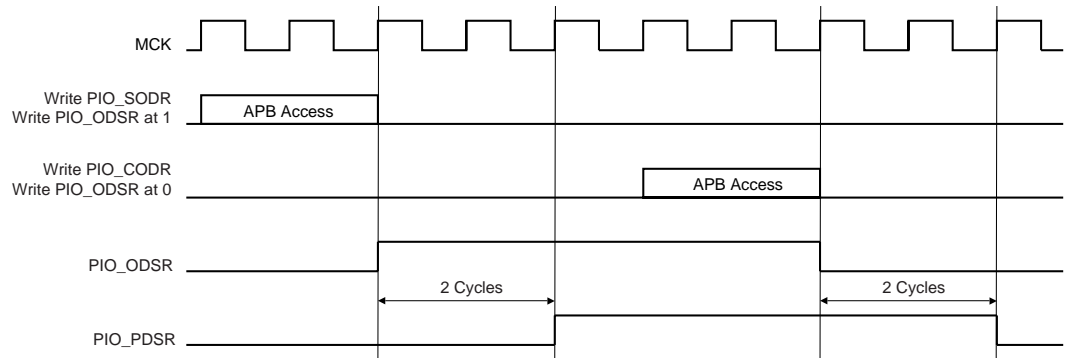 MCK
Write PIO_SODR
Write PIO_ODSR at 1
APB Access
Write PIO_CODR
Write PIO_ODSR at 0
APB Access
PIO_ODSR
2 Cycles
2 Cycles
PIO_PDSR